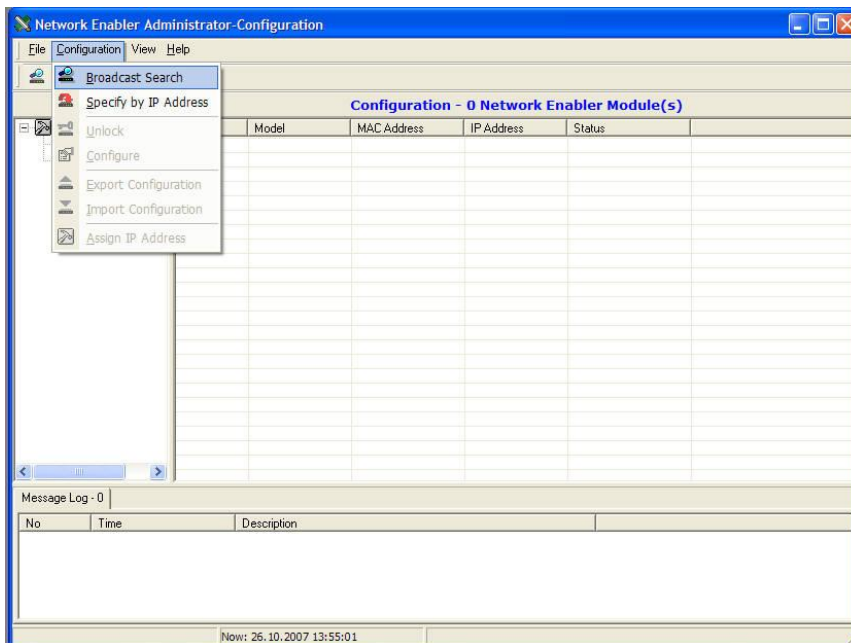 Network Enabler Administrator-Configuration
File Configuration View Help
Broadcast Search
Specify by IP Address
Unlock
Configure
Export Configuration
Import Configuration
Assign IP Address
Configuration - 0 Network Enabler Module(s)
Model MAC Address IP Address Status
Message Log - 0
No Time Description
Now: 26.10.2007 13:55:01